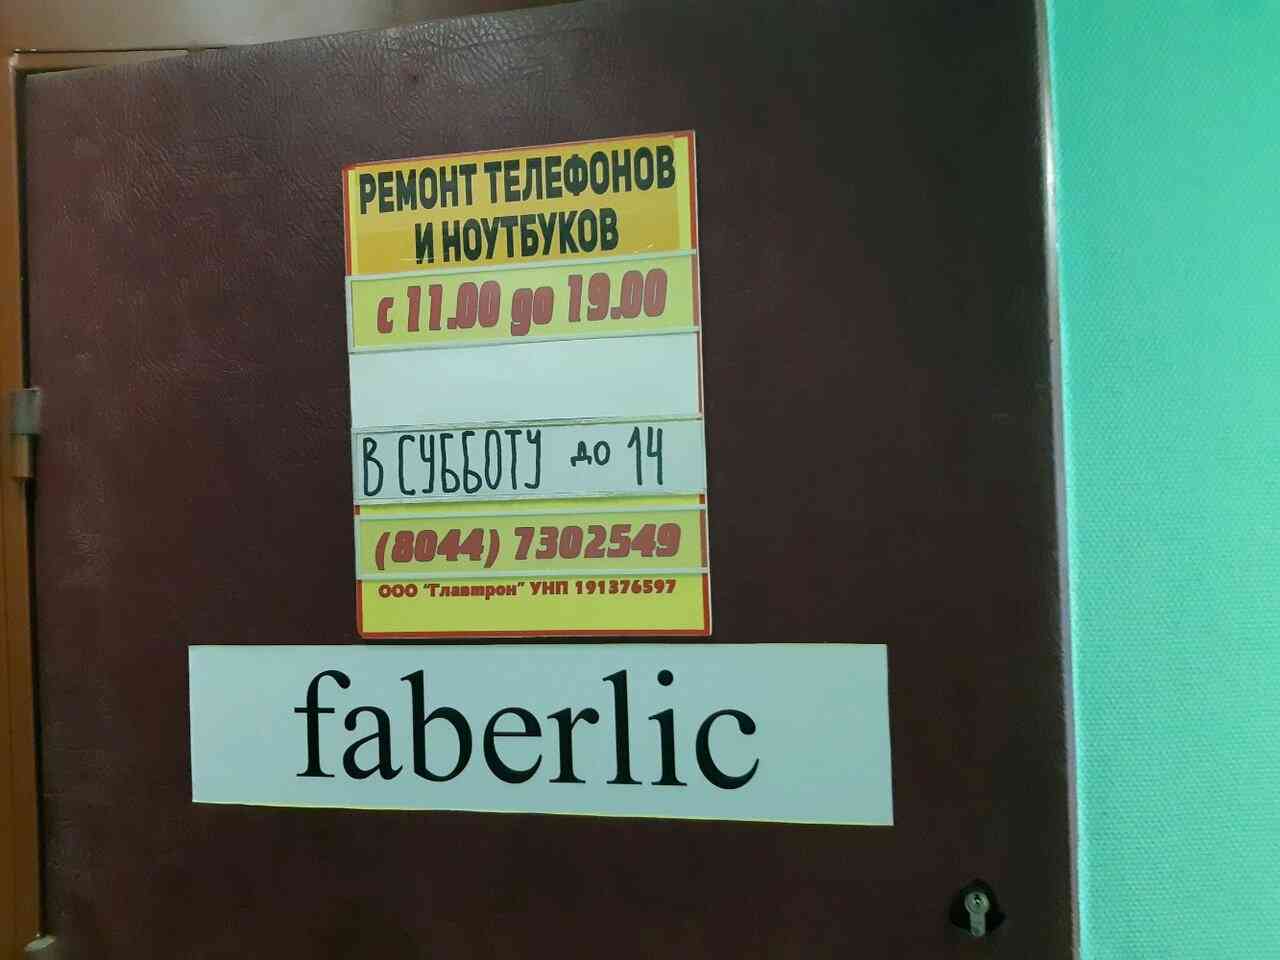 РЕМОНТ ТЕЛЕФОНОВ
И НОУТБУКОВ
с 11.00 до 19.00
В СУББОТУ ДО 14
(8044) 7302549
ООО "Главтрон" УНП 191376597
faberlic